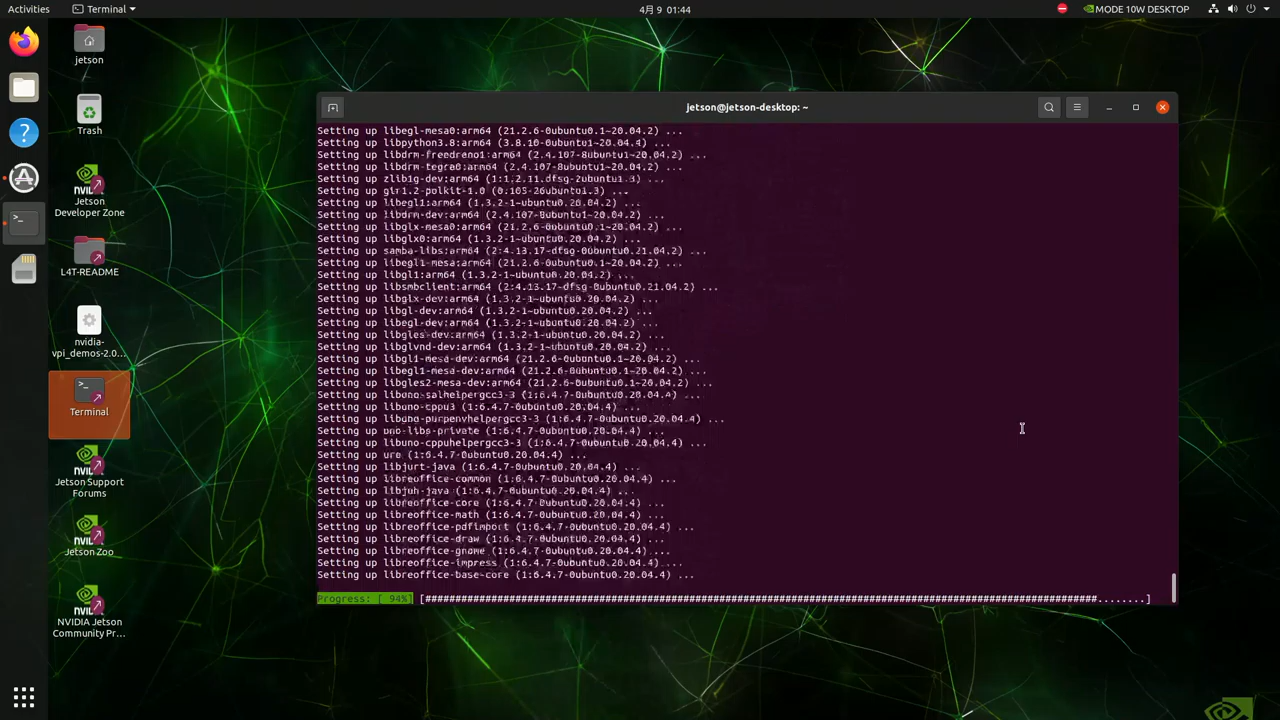 Activities
Terminal
4月 9 01:44
MODE 10W DESKTOP
jetson
Trash
Jetson
Developer Zone
L4T-README
nvidia-
vpi_demos-2.0...
Terminal
Jetson Support
Forums
Jetson Zoo
NVIDIA Jetson
Community Pr...
jetson@jetson-desktop: ~
Setting up libegl-mesa0:arm64 (21.2.6-0ubuntu0.1~20.04.2) ...
Setting up libpython3.8:arm64 (3.8.10-0ubuntu1~20.04.4) ...
Setting up libdrm-freedreno1:arm64 (2.4.107-8ubuntu1~20.04.2) ...
Setting up libdrm-tegra0:arm64 (2.4.107-8ubuntu1~20.04.2) ...
Setting up zlib1g-dev:arm64 (1:1.2.11.dfsg-2ubuntu1.3) ...
Setting up gir1.2-polkit-1.0 (0.105-26ubuntu1.3) ...
Setting up libegl1:arm64 (1.3.2-1~ubuntu0.20.04.2) ...
Setting up libdrm-dev:arm64 (2.4.107-8ubuntu1~20.04.2) ...
Setting up libglx-mesa0:arm64 (21.2.6-0ubuntu0.1~20.04.2) ...
Setting up libglx0:arm64 (1.3.2-1~ubuntu0.20.04.2) ...
Setting up samba-libs:arm64 (2:4.13.17~dfsg-0ubuntu0.21.04.2) ...
Setting up libegl1-mesa:arm64 (21.2.6-0ubuntu0.1~20.04.2) ...
Setting up libgl1:arm64 (1.3.2-1~ubuntu0.20.04.2) ...
Setting up libsmbclient:arm64 (2:4.13.17~dfsg-0ubuntu0.21.04.2) ...
Setting up libglx-dev:arm64 (1.3.2-1~ubuntu0.20.04.2) ...
Setting up libgl-dev:arm64 (1.3.2-1~ubuntu0.20.04.2) ...
Setting up libegl-dev:arm64 (1.3.2-1~ubuntu0.20.04.2) ...
Setting up libgles-dev:arm64 (1.3.2-1~ubuntu0.20.04.2) ...
Setting up libglvnd-dev:arm64 (1.3.2-1~ubuntu0.20.04.2) ...
Setting up libgl1-mesa-dev:arm64 (21.2.6-0ubuntu0.1~20.04.2) ...
Setting up libegl1-mesa-dev:arm64 (21.2.6-0ubuntu0.1~20.04.2) ...
Setting up libgles2-mesa-dev:arm64 (21.2.6-0ubuntu0.1~20.04.2) ...
Setting up libuno-salhelpergcc3-3 (1:6.4.7-0ubuntu0.20.04.4) ...
Setting up libuno-cppu3 (1:6.4.7-0ubuntu0.20.04.4) ...
Setting up libuno-purpenvhelpergcc3-3 (1:6.4.7-0ubuntu0.20.04.4) ...
Setting up uno-libs-private (1:6.4.7-0ubuntu0.20.04.4) ...
Setting up libuno-cppuhelpergcc3-3 (1:6.4.7-0ubuntu0.20.04.4) ...
Setting up ure (1:6.4.7-0ubuntu0.20.04.4) ...
Setting up libjurt-java (1:6.4.7-0ubuntu0.20.04.4) ...
Setting up libreoffice-common (1:6.4.7-0ubuntu0.20.04.4) ...
Setting up libjuh-java (1:6.4.7-0ubuntu0.20.04.4) ...
Setting up libreoffice-core (1:6.4.7-0ubuntu0.20.04.4) ...
Setting up libreoffice-math (1:6.4.7-0ubuntu0.20.04.4) ...
Setting up libreoffice-pdfimport (1:6.4.7-0ubuntu0.20.04.4) ...
Setting up libreoffice-draw (1:6.4.7-0ubuntu0.20.04.4) ...
Setting up libreoffice-gnome (1:6.4.7-0ubuntu0.20.04.4) ...
Setting up libreoffice-impress (1:6.4.7-0ubuntu0.20.04.4) ...
Setting up libreoffice-base-core (1:6.4.7-0ubuntu0.20.04.4) ...
Progress: [ 94%] [################################################################################################################........]